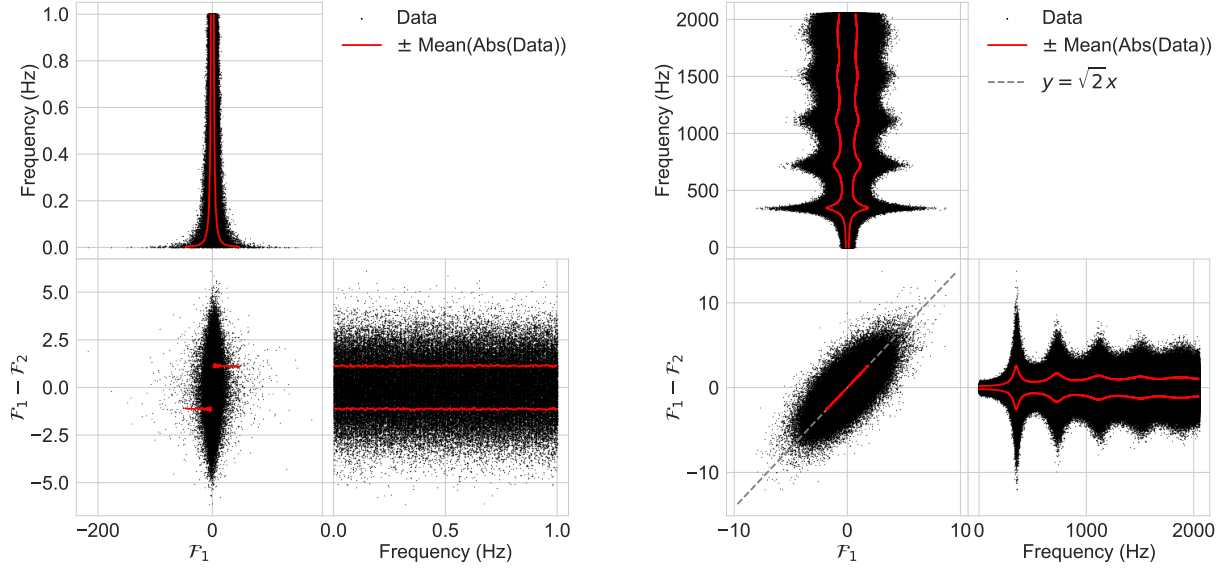 1.0
0.8
0.6
0.4
0.2
0.0
Frequency (Hz)
Data
± Mean(Abs(Data))
5.0
2.5
0.0
−2.5
−5.0
ℱ₁ − ℱ₂
−200
0
ℱ₁
0.0
0.5
1.0
Frequency (Hz)
2000
1500
1000
500
0
Frequency (Hz)
Data
± Mean(Abs(Data))
y = √2x
10
0
−10
ℱ₁ − ℱ₂
−10
0
10
ℱ₁
0
1000
2000
Frequency (Hz)